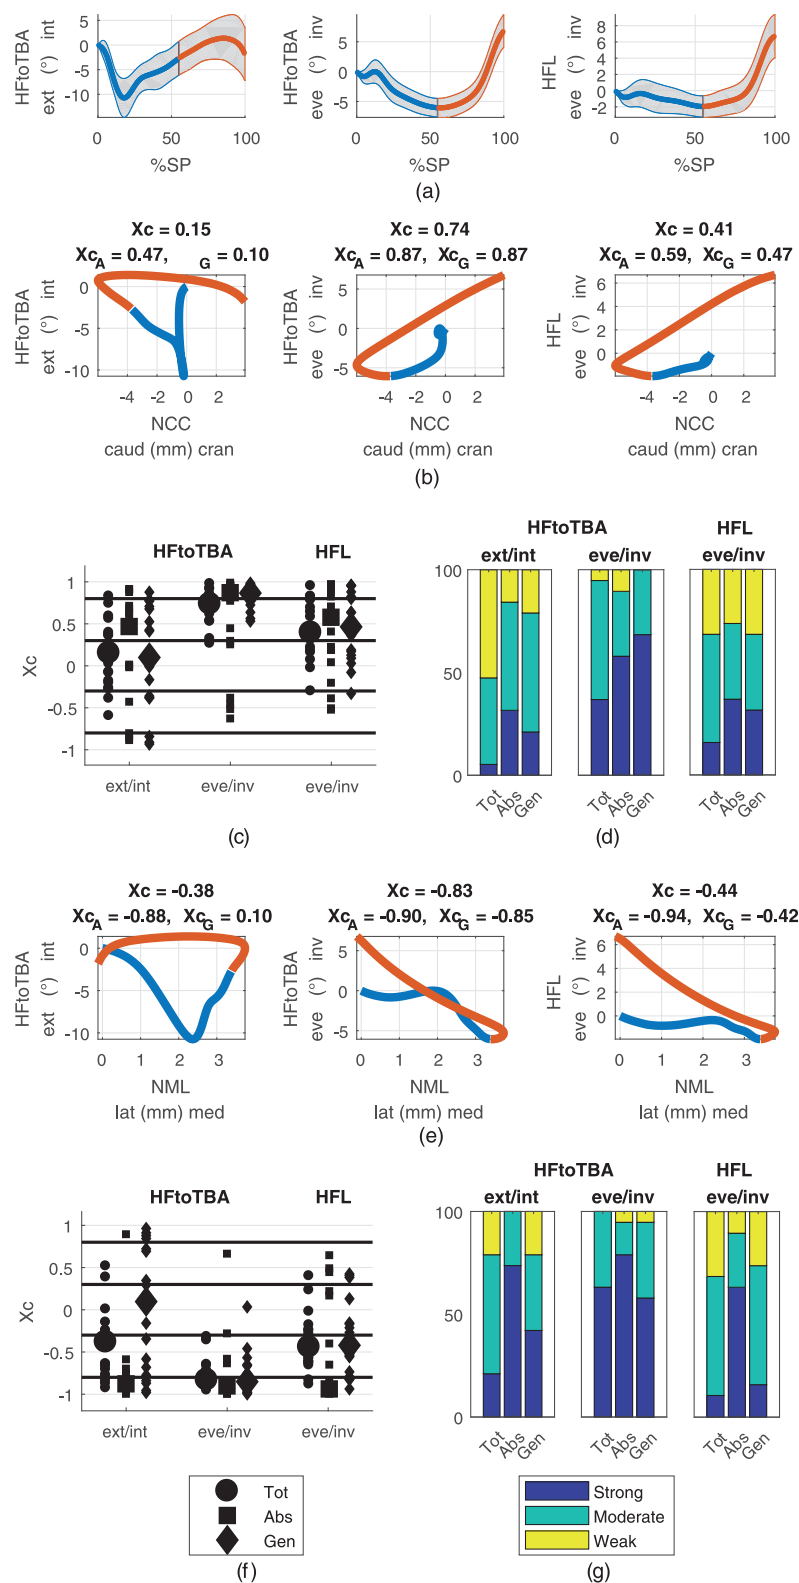 HFtoTBA
ext (°) int
5
0
-5
-10
0
50
100
%SP
HFtoTBA
eve (°) inv
5
0
-5
0
50
100
%SP
HFL
eve (°) inv
8
6
4
2
0
-2
0
50
100
%SP
(a)
Xc = 0.15
XcA = 0.47, G = 0.10
HFtoTBA
ext (°) int
0
-5
-10
-4 -2 0 2
NCC
caud (mm) cran
Xc = 0.74
XcA = 0.87, XcG = 0.87
HFtoTBA
eve (°) inv
5
0
-5
-4 -2 0 2
NCC
caud (mm) cran
Xc = 0.41
XcA = 0.59, XcG = 0.47
HFL
eve (°) inv
6
4
2
0
-4 -2 0 2
NCC
caud (mm) cran
(b)
HFtoTBA HFL
Xc
1
0.5
0
-0.5
-1
ext/int eve/inv eve/inv
(c)
HFtoTBA HFL
ext/int eve/inv eve/inv
100
50
0
Tot Abs Gen
Tot Abs Gen
Tot Abs Gen
(d)
Xc = -0.38
XcA = -0.88, XcG = 0.10
HFtoTBA
ext (°) int
0
-5
-10
0 1 2 3
NML
lat (mm) med
Xc = -0.83
XcA = -0.90, XcG = -0.85
HFtoTBA
eve (°) inv
5
0
-5
0 1 2 3
NML
lat (mm) med
Xc = -0.44
XcA = -0.94, XcG = -0.42
HFL
eve (°) inv
6
4
2
0
0 1 2 3
NML
lat (mm) med
(e)
HFtoTBA HFL
Xc
1
0.5
0
-0.5
-1
ext/int eve/inv eve/inv
Tot
Abs
Gen
(f)
HFtoTBA HFL
ext/int eve/inv eve/inv
100
50
0
Tot Abs Gen
Tot Abs Gen
Tot Abs Gen
Strong
Moderate
Weak
(g)